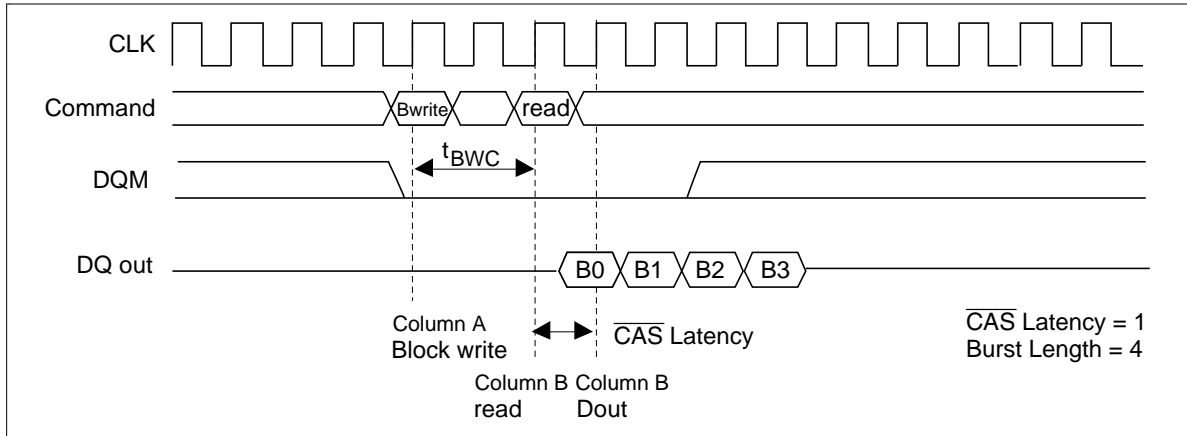 CLK
Command
Bwrite
read
tBWC
DQM
DQ out
B0
B1
B2
B3
Column A
Block write
CAS Latency
CAS Latency = 1
Burst Length = 4
Column B
read
Column B
Dout